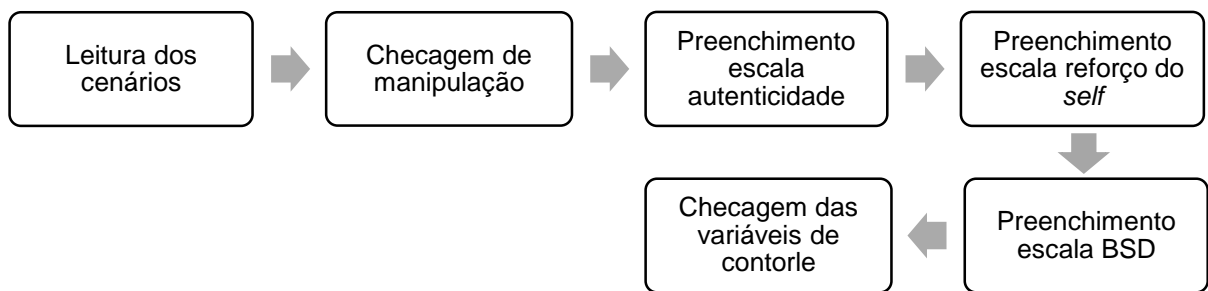 Leitura dos
cenários
Checagem de
manipulação
Preenchimento
escala
autenticidade
Preenchimento
escala reforço do
self
Preenchimento
escala BSD
Checagem das
variáveis de
contorle